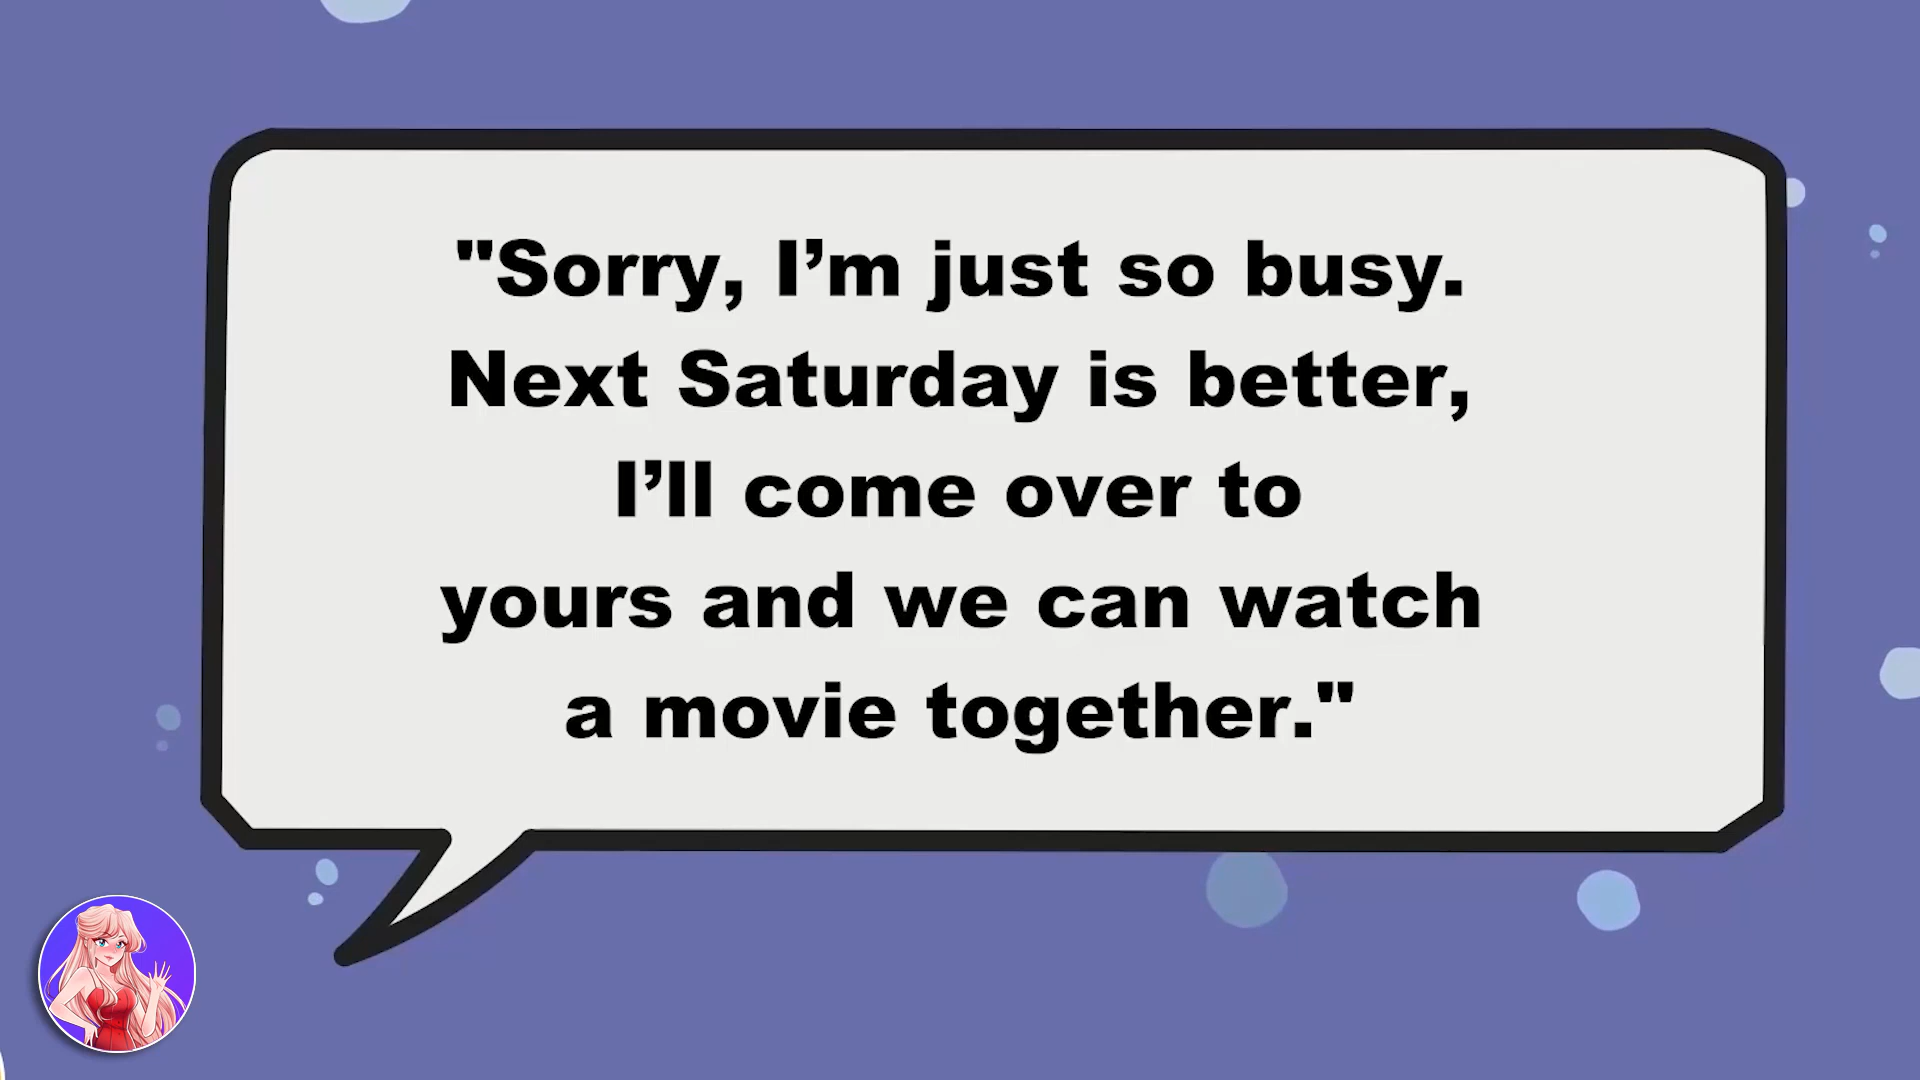 "Sorry, I’m just so busy.
Next Saturday is better,
I’ll come over to
yours and we can watch
a movie together."